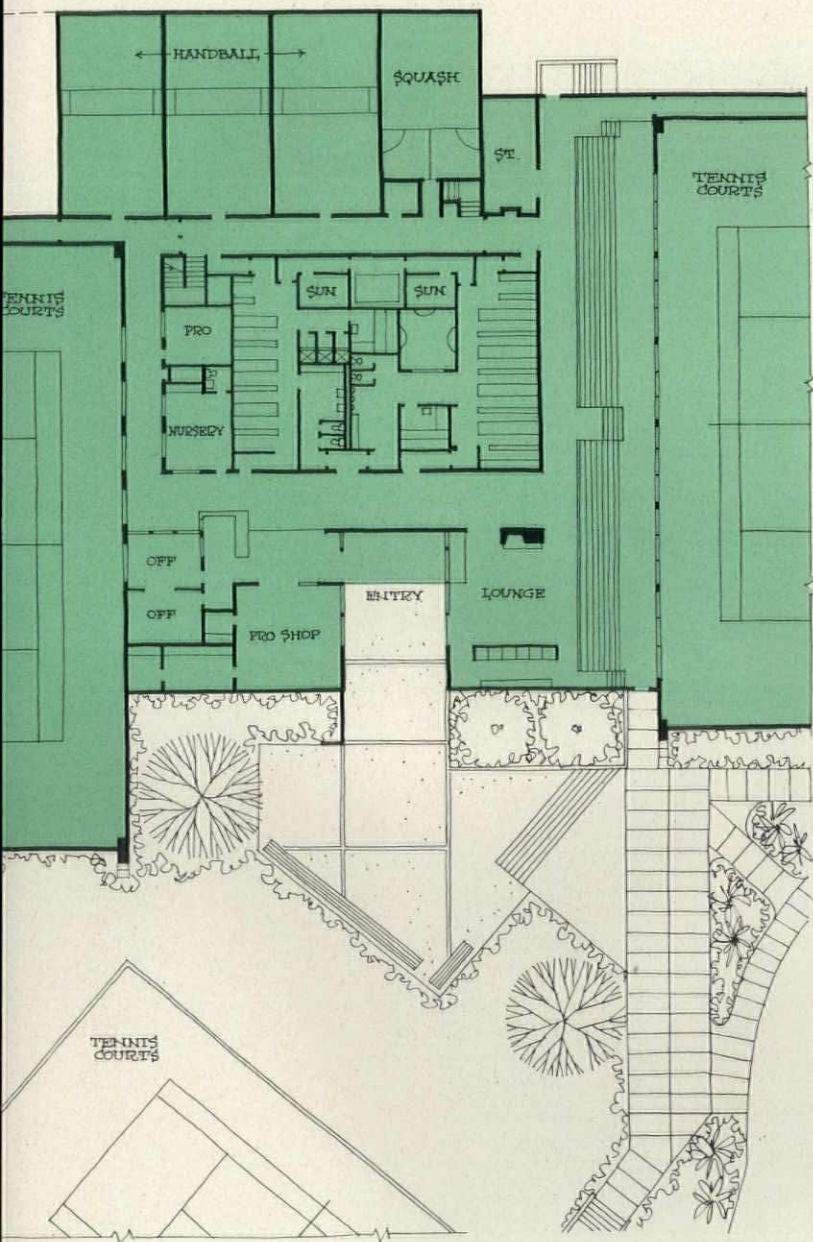 HANDBALL
SQUASH
ST.
TENNIS
COURTS
TENNIS
COURTS
SUN
SUN
PRO
NURSERY
OFF
OFF
ENTRY
LOUNGE
PRO SHOP
TENNIS
COURTS